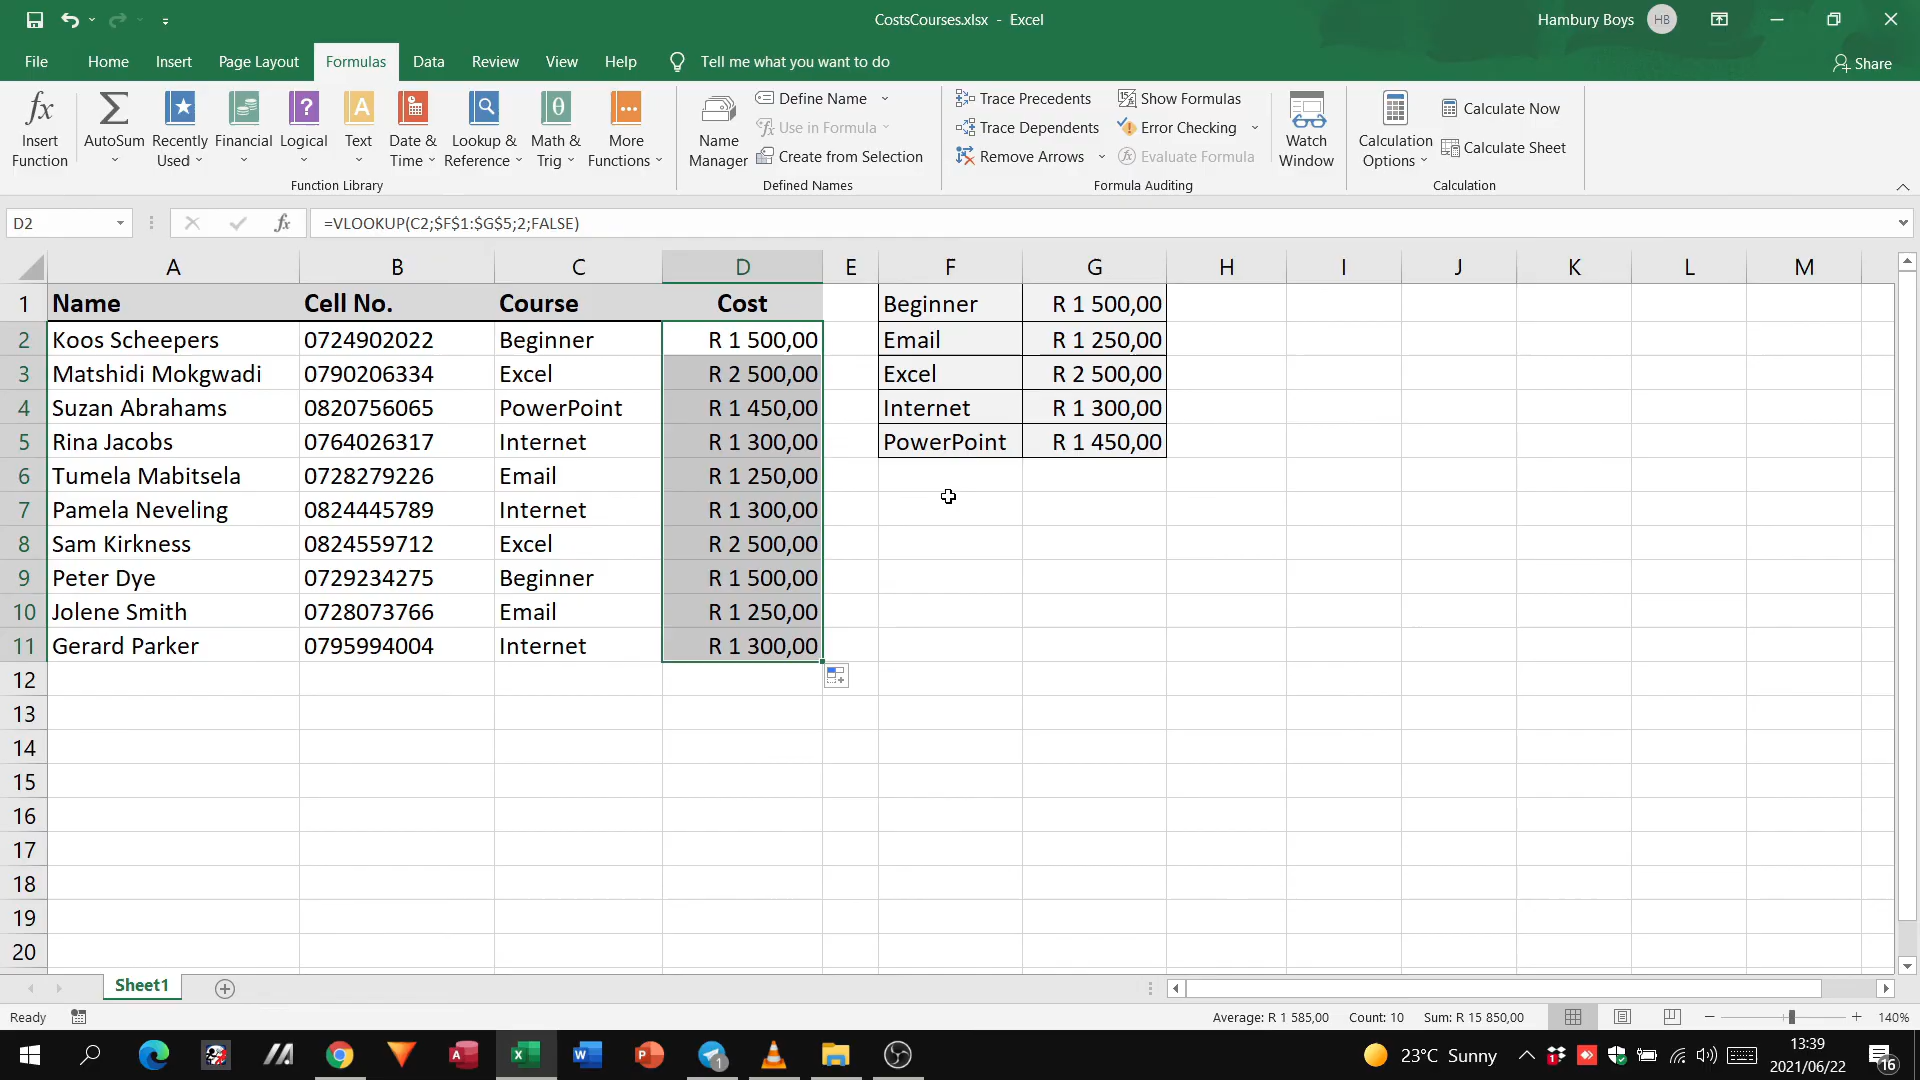 CostsCourses.xlsx - Excel
Hambury Boys HB
File Home Insert Page Layout Formulas Data Review View Help Tell me what you want to do
Share
Insert Function
AutoSum
Recently Used
Financial
Logical
Text
Date & Time
Lookup & Reference
Math & Trig
More Functions
Function Library
Name Manager
Define Name
Use in Formula
Create from Selection
Defined Names
Trace Precedents
Trace Dependents
Remove Arrows
Show Formulas
Error Checking
Evaluate Formula
Formula Auditing
Watch Window
Calculation Options
Calculate Now
Calculate Sheet
Calculation
D2 fx =VLOOKUP(C2;$F$1:$G$5;2;FALSE)
A B C D E F G H I J K L M
1 Name Cell No. Course Cost Beginner R 1 500,00
2 Koos Scheepers 0724902022 Beginner R 1 500,00 Email R 1 250,00
3 Matshidi Mokgwadi 0790206334 Excel R 2 500,00 Excel R 2 500,00
4 Suzan Abrahams 0820756065 PowerPoint R 1 450,00 Internet R 1 300,00
5 Rina Jacobs 0764026317 Internet R 1 300,00 PowerPoint R 1 450,00
6 Tumela Mabitsela 0728279226 Email R 1 250,00
7 Pamela Neveling 0824445789 Internet R 1 300,00
8 Sam Kirkness 0824559712 Excel R 2 500,00
9 Peter Dye 0729234275 Beginner R 1 500,00
10 Jolene Smith 0728073766 Email R 1 250,00
11 Gerard Parker 0795994004 Internet R 1 300,00
12
13
14
15
16
17
18
19
20
Sheet1
Ready Average: R 1 585,00 Count: 10 Sum: R 15 850,00 140%
23°C Sunny
13:39
2021/06/22
16